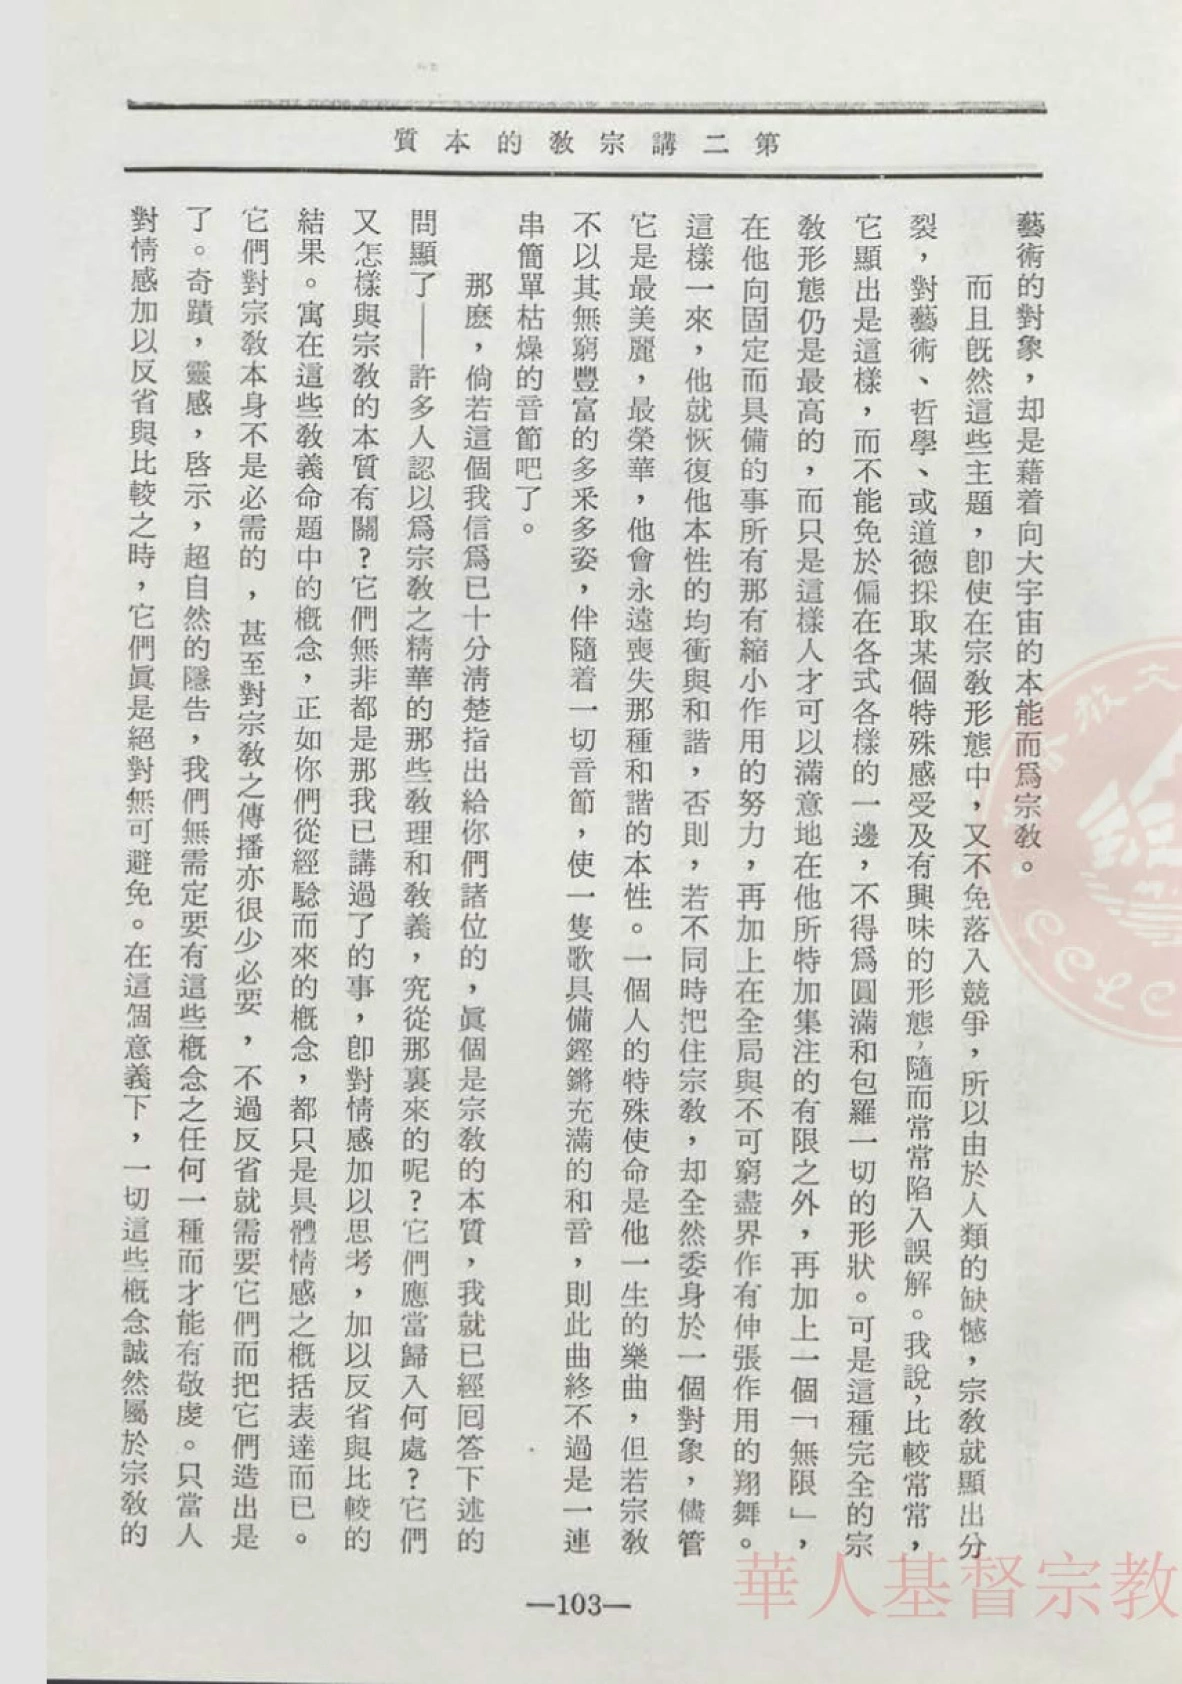 第二講宗教的本質
藝術的對象，却是藉着向大宇宙的本能而爲宗教。
而且既然這些主題，卽使在宗教形態中，又不免落入競爭，所以由於人類的缺憾，宗教就顯出分
裂，對藝術、哲學、或道德採取某個特殊感受及有興味的形態，隨而常常陷入誤解。我說，比較常常，
它顯出是這樣，而不能免於偏在各式各樣的一邊，不得爲圓滿和包羅一切的形狀。可是這種完全的宗
教形態仍是最高的，而只是這樣人才可以滿意地在他所特加集注的有限之外，再加上一個「無限」，
在他向固定而具備的事所有那有縮小作用的努力，再加上在全局與不可窮盡界作有伸張作用的翔舞。
這樣一來，他就恢復他本性的均衡與和諧，否則，若不同時把住宗教，却全然委身於一個對象，儘管
它是最美麗，最榮華，他會永遠喪失那種和諧的本性。一個人的特殊使命是他一生的樂曲，但若宗教
不以其無窮豐富的多采多姿，伴隨着一切音節，使一隻歌具備鏗鏘充滿的和音，則此曲終不過是一連
串簡單枯燥的音節吧了。
那麽，倘若這個我信爲已十分淸楚指出給你們諸位的，眞個是宗教的本質，我就已經回答下述的
問題了——許多人認以爲宗教之精華的那些教理和教義，究從那裏來的呢？它們應當歸入何處？它們
又怎樣與宗教的本質有關？它們無非都是那我已講過了的事，卽對情感加以思考，加以反省與比較的
結果。寓在這些教義命題中的槪念，正如你們從經驗而來的槪念，都只是具體情感之槪括表達而已。
它們對宗教本身不是必需的，甚至對宗教之傳播亦很少必要，不過反省就需要它們而把它們造出是
了。奇蹟，靈感，啓示，超自然的隱告，我們無需定要有這些槪念之任何一種而才能有敬虔。只當人
對情感加以反省與比較之時，它們眞是絕對無可避免。在這個意義下，一切這些槪念誠然屬於宗教的
—103—
華人基督宗教